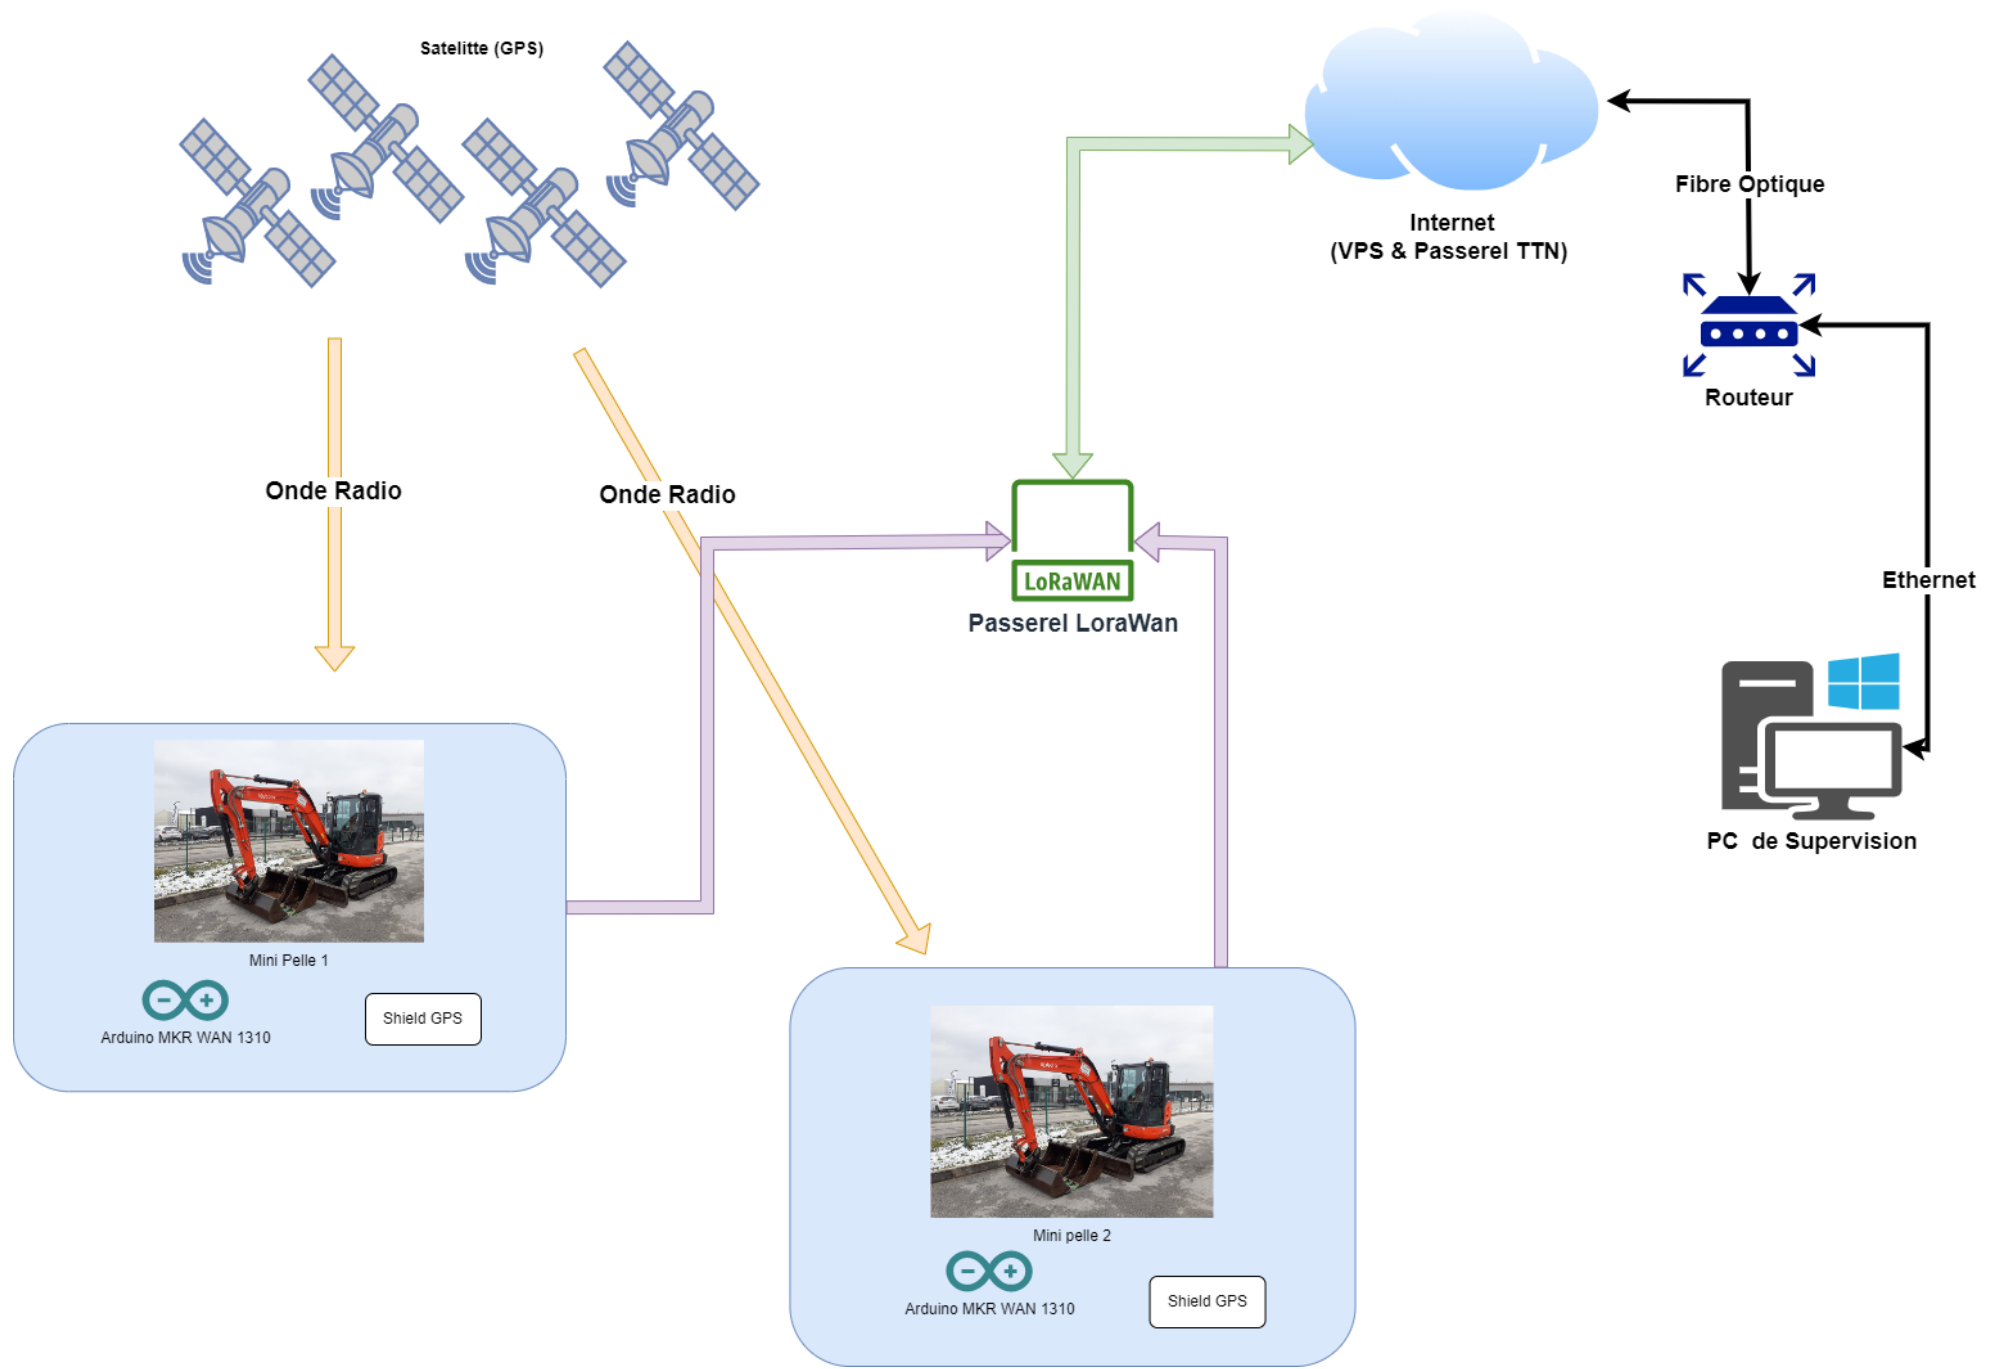 Satelitte (GPS)
Internet
(VPS & Passerel TTN)
Fibre Optique
Routeur
Onde Radio
Onde Radio
LoRaWAN
Passerel LoraWan
Ethernet
PC  de Supervision
Mini Pelle 1
Arduino MKR WAN 1310
Shield GPS
Mini pelle 2
Arduino MKR WAN 1310
Shield GPS